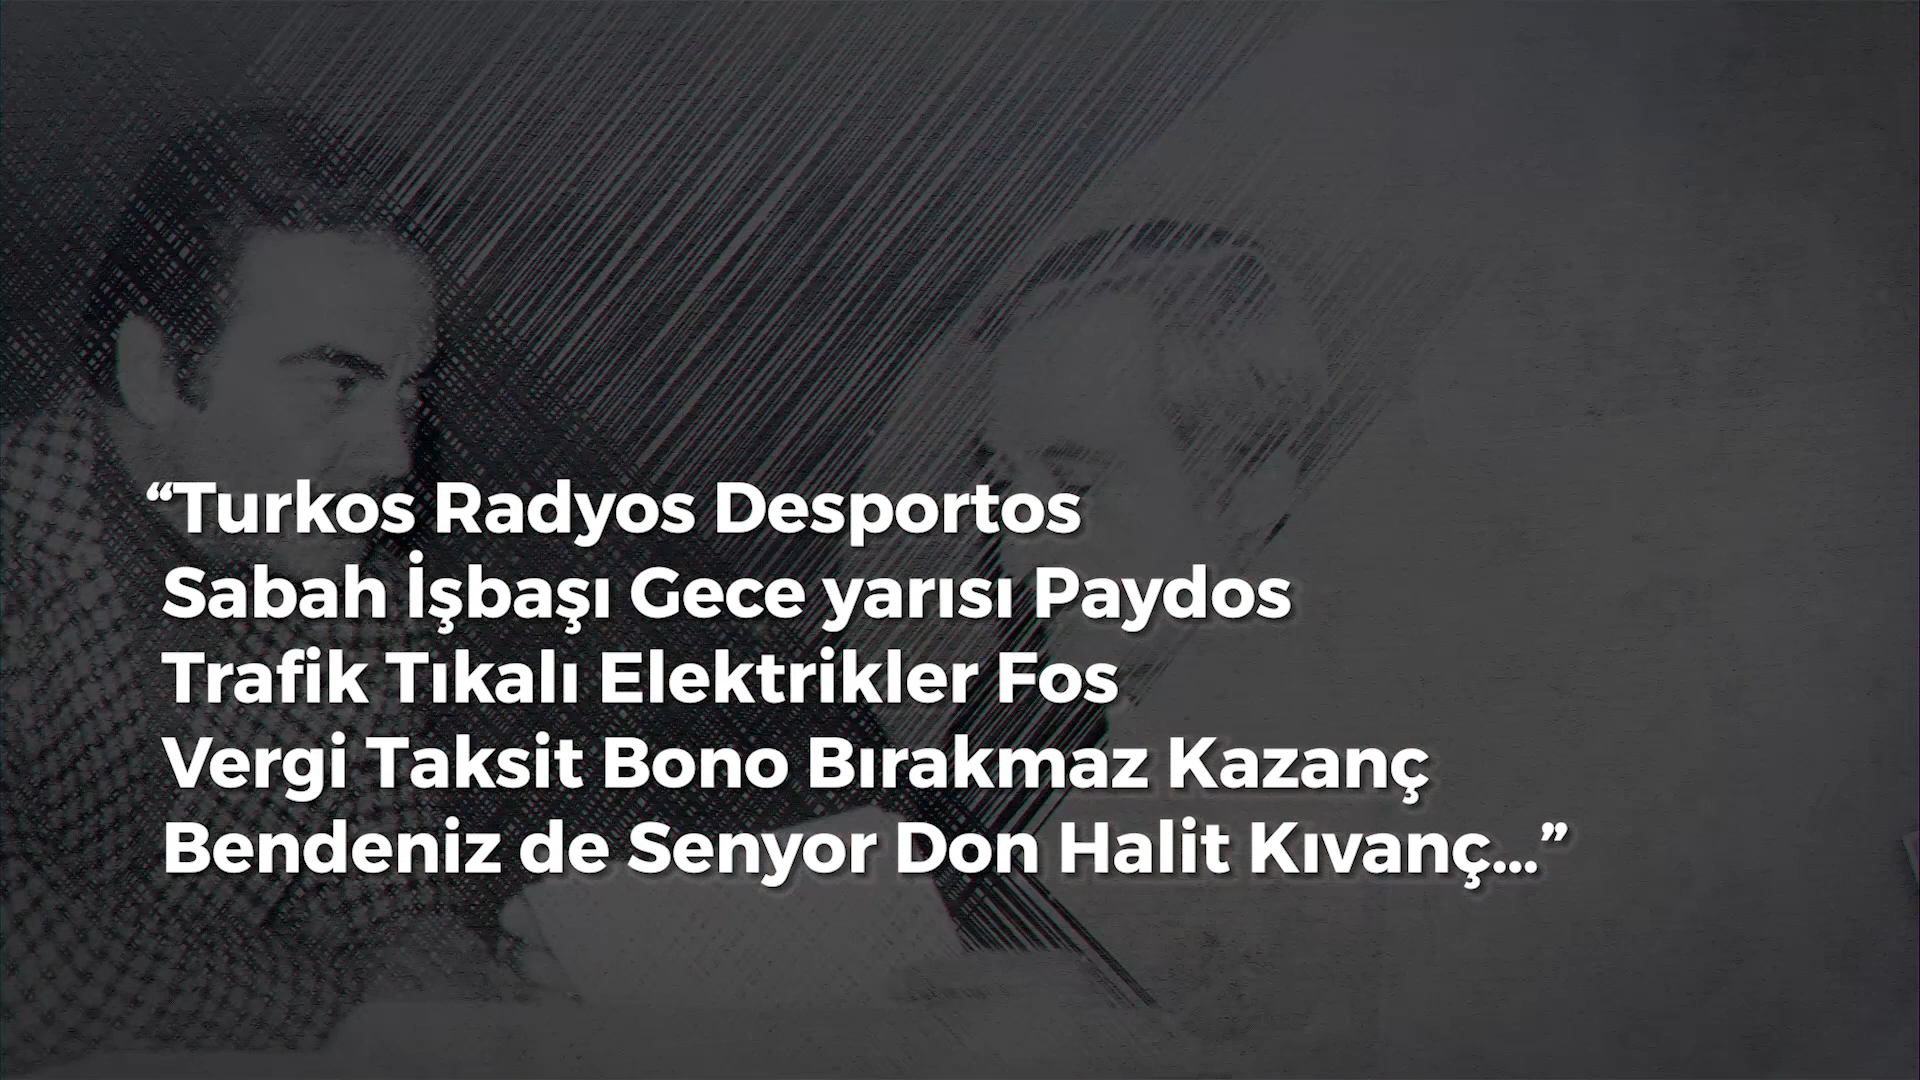 “Turkos Radyos Desportos
Sabah İşbaşı Gece yarısı Paydos
Trafik Tıkalı Elektrikler Fos
Vergi Taksit Bono Bırakmaz Kazanç
Bendeniz de Senyor Don Halit Kıvanç...”